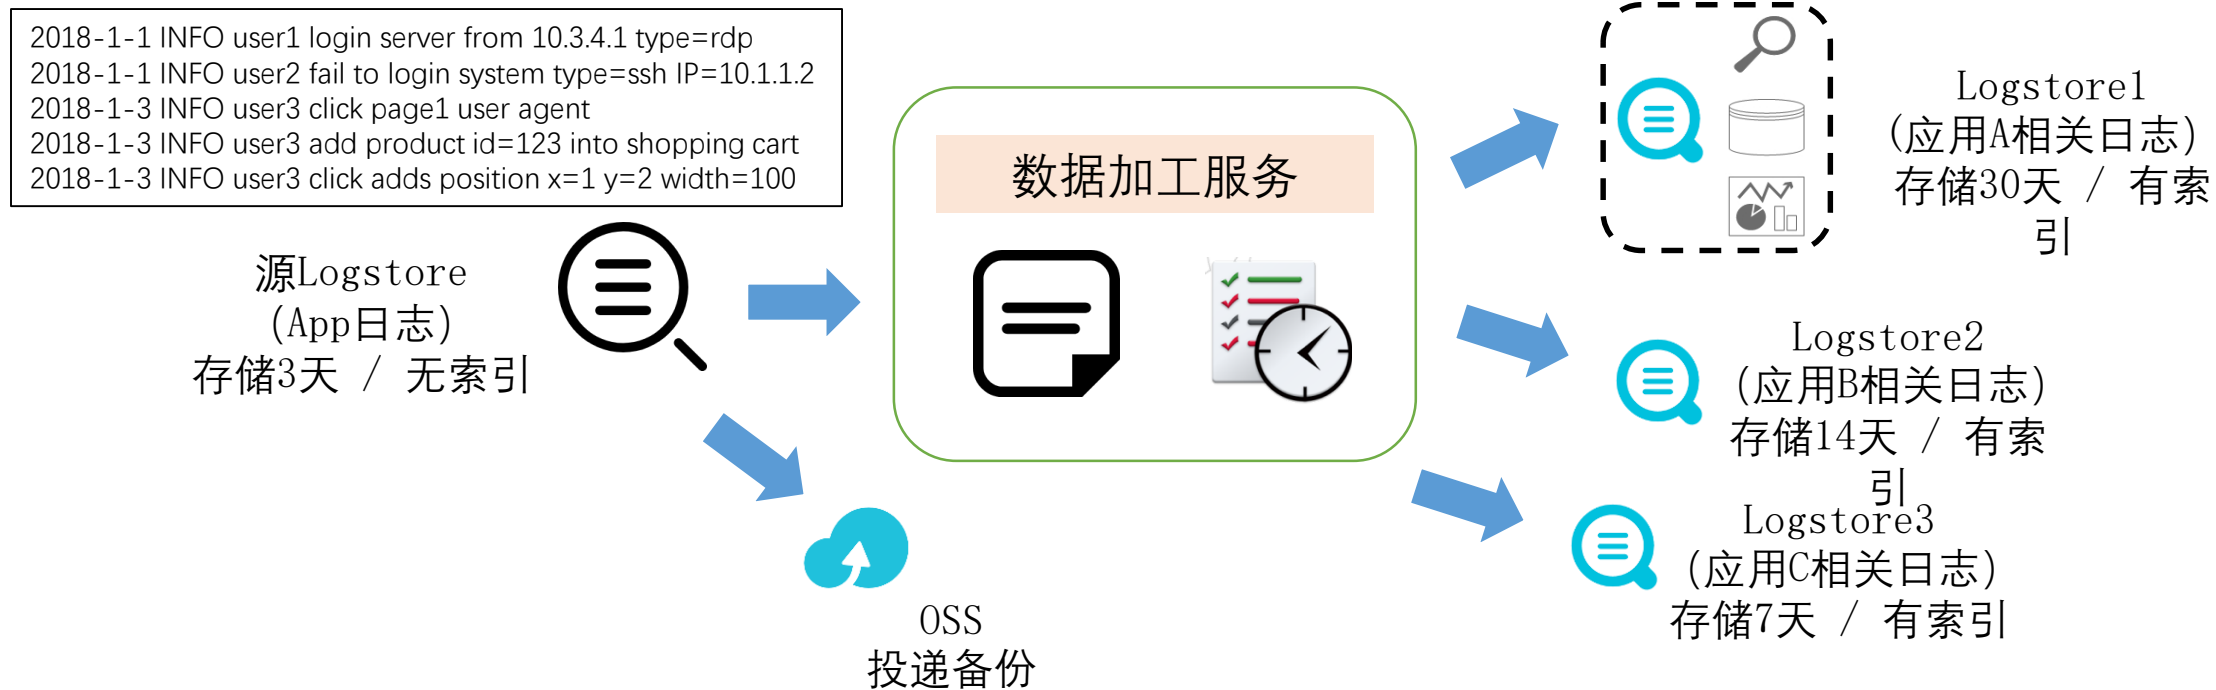 2018-1-1 INFO user1 login server from 10.3.4.1 type=rdp
2018-1-1 INFO user2 fail to login system type=ssh IP=10.1.1.2
2018-1-3 INFO user3 click page1 user agent
2018-1-3 INFO user3 add product id=123 into shopping cart
2018-1-3 INFO user3 click adds position x=1 y=2 width=100
源Logstore
(App日志)
存储3天 / 无索引
数据加工服务
OSS
投递备份
Logstore1
(应用A相关日志)
存储30天 / 有索
引
Logstore2
(应用B相关日志)
存储14天 / 有索
引
Logstore3
(应用C相关日志)
存储7天 / 有索引